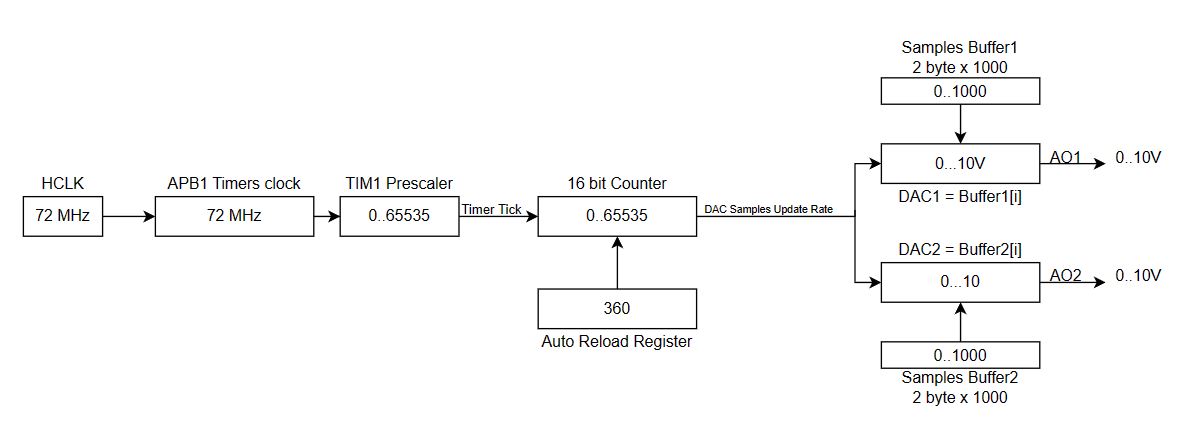 Samples Buffer1
2 byte x 1000
0..1000
0...10V
AO1
0..10V
DAC1 = Buffer1[i]
HCLK
72 MHz
APB1 Timers clock
72 MHz
TIM1 Prescaler
0..65535
Timer Tick
16 bit Counter
0..65535
DAC Samples Update Rate
360
Auto Reload Register
DAC2 = Buffer2[i]
0...10
AO2
0..10V
0..1000
Samples Buffer2
2 byte x 1000